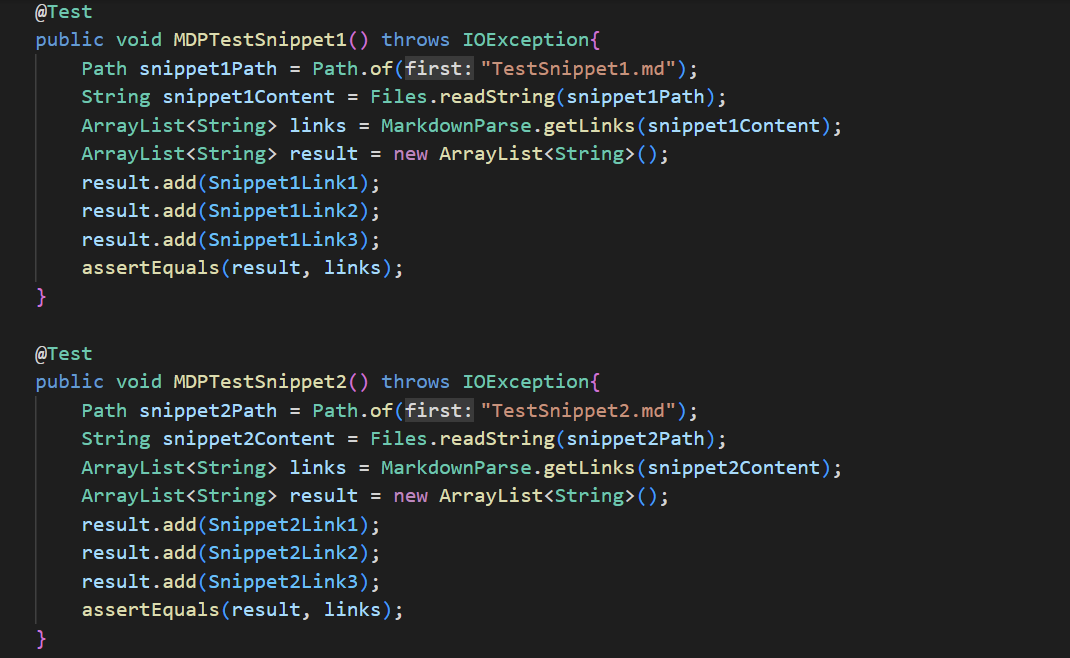 @Test
public void MDPTestSnippet1() throws IOException{
    Path snippet1Path = Path.of(first: "TestSnippet1.md");
    String snippet1Content = Files.readString(snippet1Path);
    ArrayList<String> links = MarkdownParse.getLinks(snippet1Content);
    ArrayList<String> result = new ArrayList<String>();
    result.add(Snippet1Link1);
    result.add(Snippet1Link2);
    result.add(Snippet1Link3);
    assertEquals(result, links);
}

@Test
public void MDPTestSnippet2() throws IOException{
    Path snippet2Path = Path.of(first: "TestSnippet2.md");
    String snippet2Content = Files.readString(snippet2Path);
    ArrayList<String> links = MarkdownParse.getLinks(snippet2Content);
    ArrayList<String> result = new ArrayList<String>();
    result.add(Snippet2Link1);
    result.add(Snippet2Link2);
    result.add(Snippet2Link3);
    assertEquals(result, links);
}